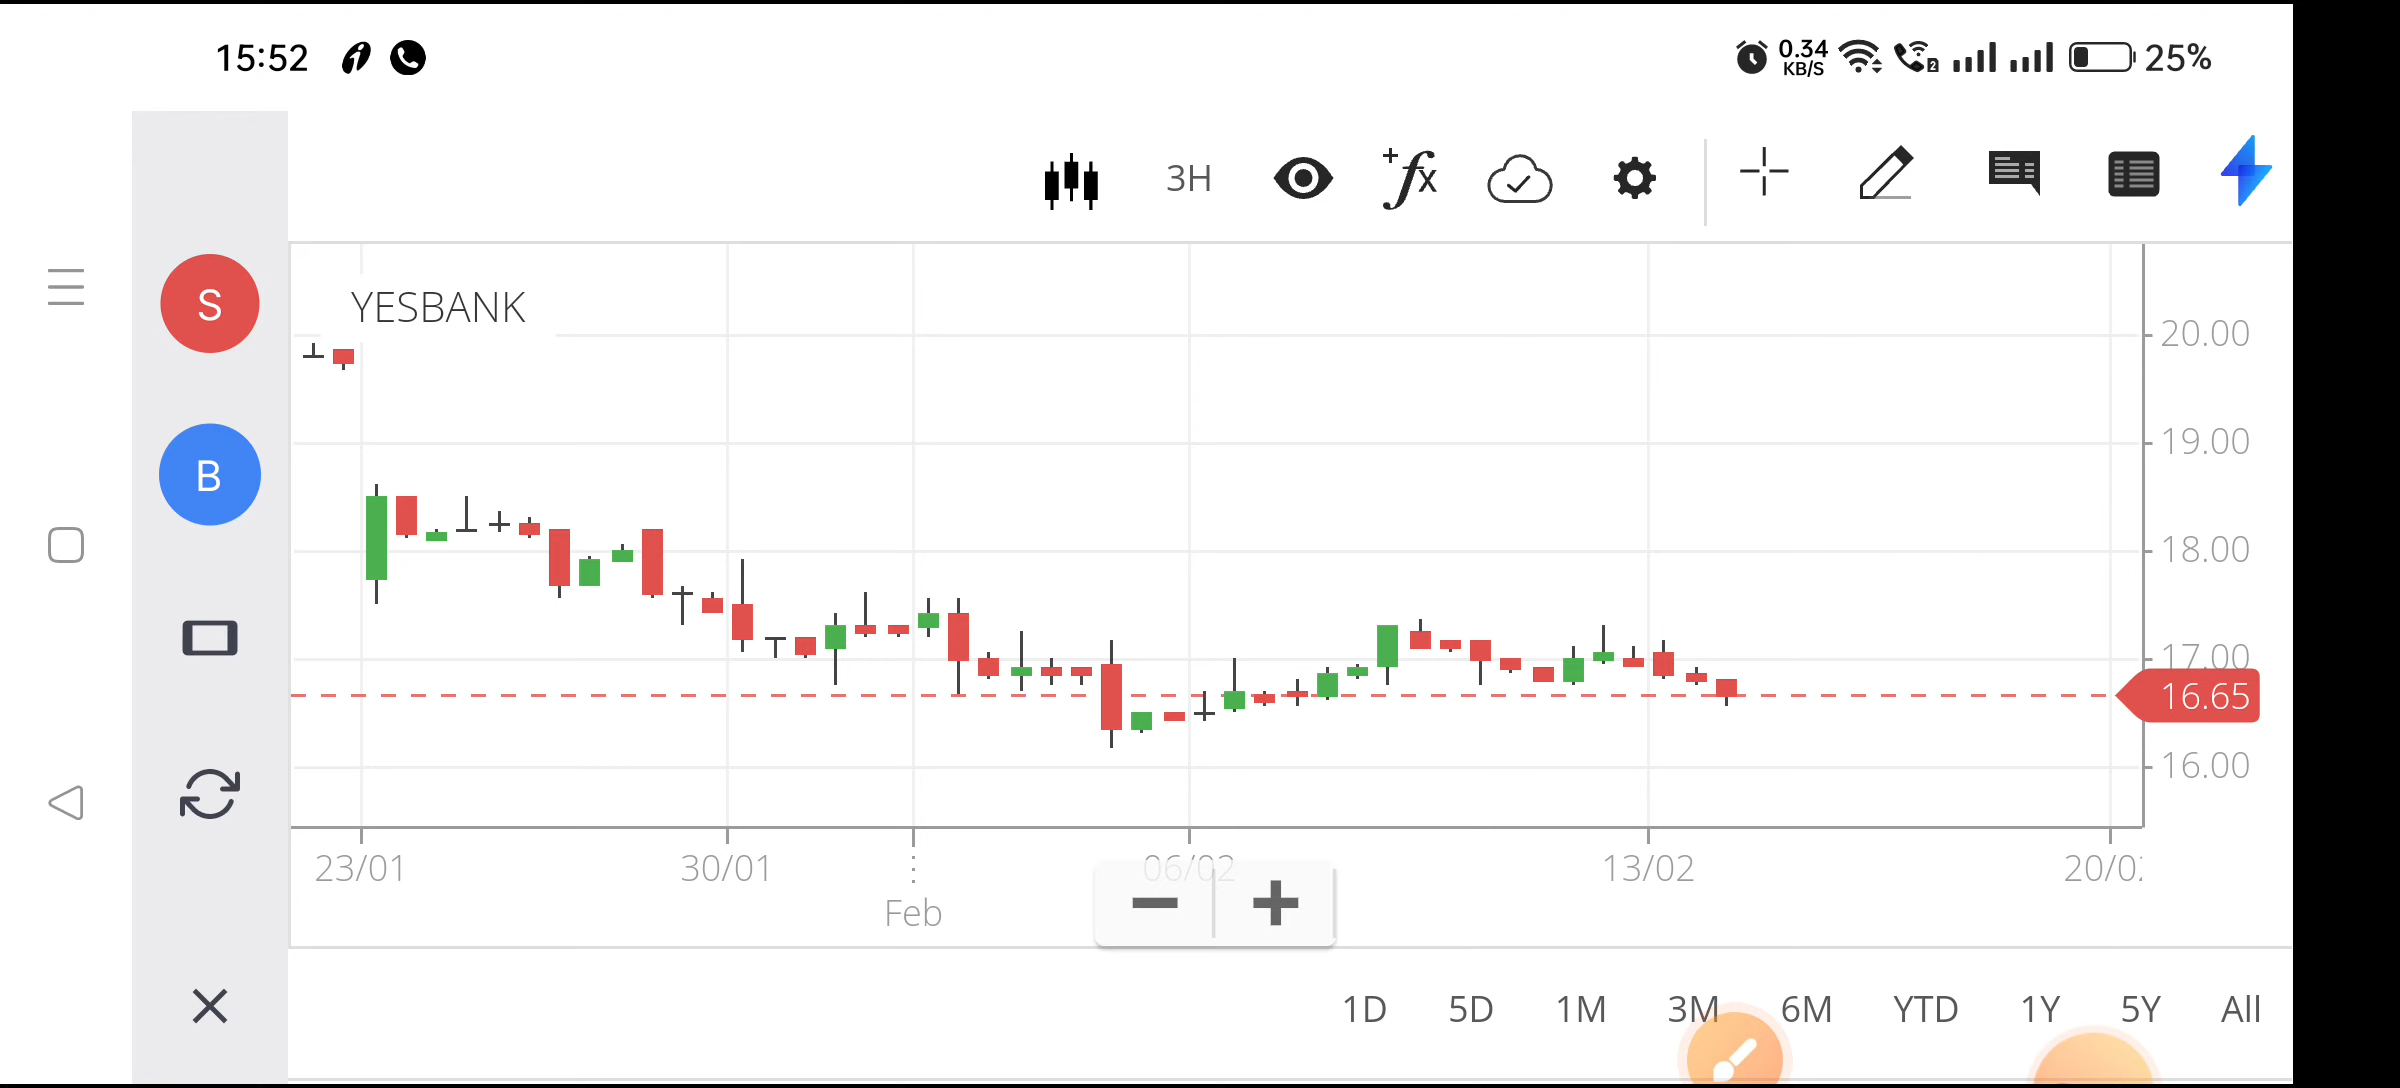 15:52
0.34
KB/S
2
25%
3H
fx
S
YESBANK
20.00
19.00
B
18.00
17.00
16.65
16.00
23/01
30/01
06/02
13/02
Feb
1D 5D 1M 3M 6M YTD 1Y 5Y All